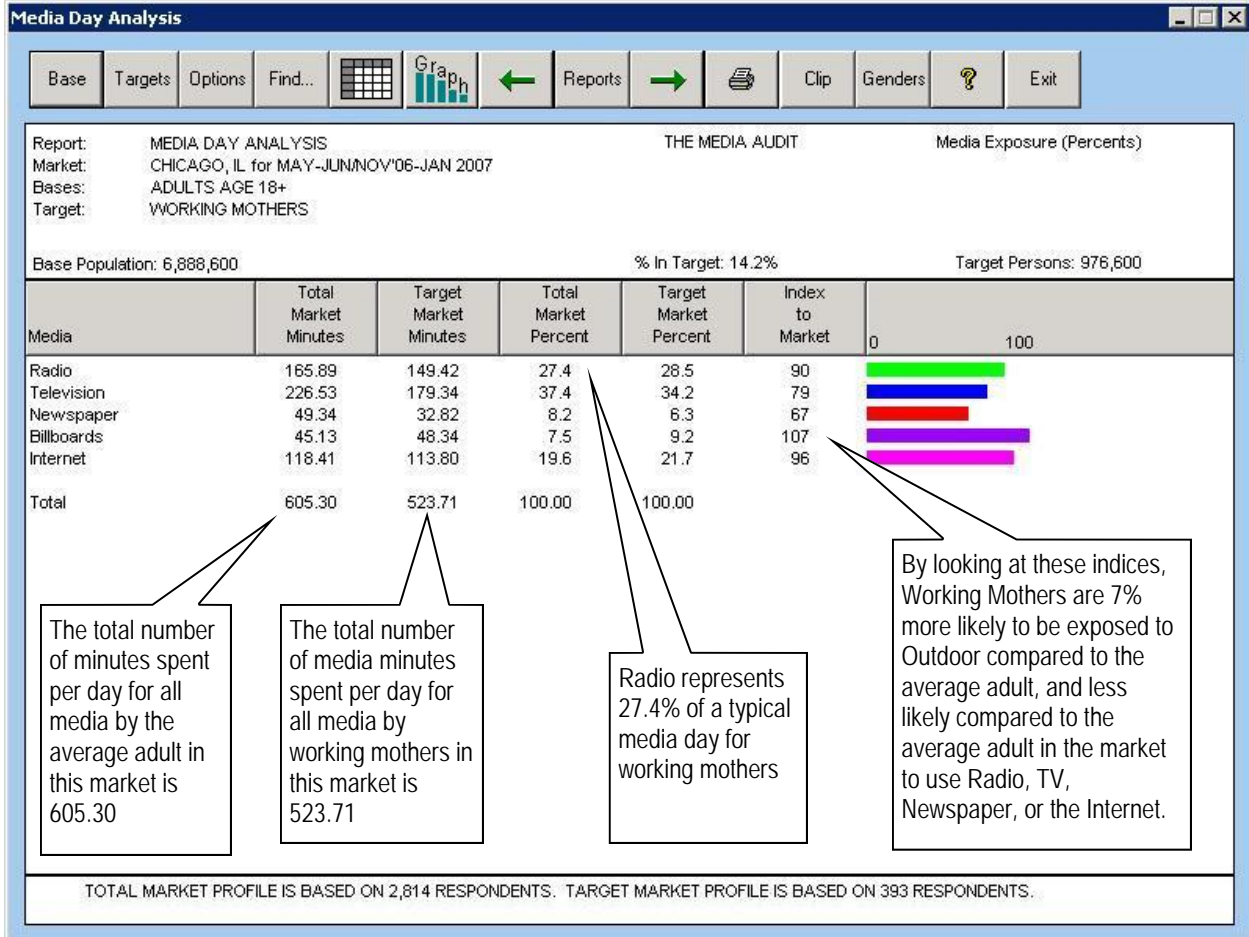 Media Day Analysis
Base Targets Options Find... Graph Reports Clip Genders ? Exit
Report: MEDIA DAY ANALYSIS THE MEDIA AUDIT Media Exposure (Percents)
Market: CHICAGO, IL for MAY-JUN/NOV'06-JAN 2007
Bases: ADULTS AGE 18+
Target: WORKING MOTHERS
Base Population: 6,888,600 % In Target: 14.2% Target Persons: 976,600
Total Target Total Target Index
Market Market Market Market to
Media Minutes Minutes Percent Percent Market 0 100
Radio 165.89 149.42 27.4 28.5 90
Television 226.53 179.34 37.4 34.2 79
Newspaper 49.34 32.82 8.2 6.3 67
Billboards 45.13 48.34 7.5 9.2 107
Internet 118.41 113.80 19.6 21.7 96
Total 605.30 523.71 100.00 100.00
The total number
of minutes spent
per day for all
media by the
average adult in
this market is
605.30
The total number
of media minutes
spent per day for
all media by
working mothers in
this market is
523.71
Radio represents
27.4% of a typical
media day for
working mothers
By looking at these indices,
Working Mothers are 7%
more likely to be exposed to
Outdoor compared to the
average adult, and less
likely compared to the
average adult in the market
to use Radio, TV,
Newspaper, or the Internet.
TOTAL MARKET PROFILE IS BASED ON 2,814 RESPONDENTS. TARGET MARKET PROFILE IS BASED ON 393 RESPONDENTS.